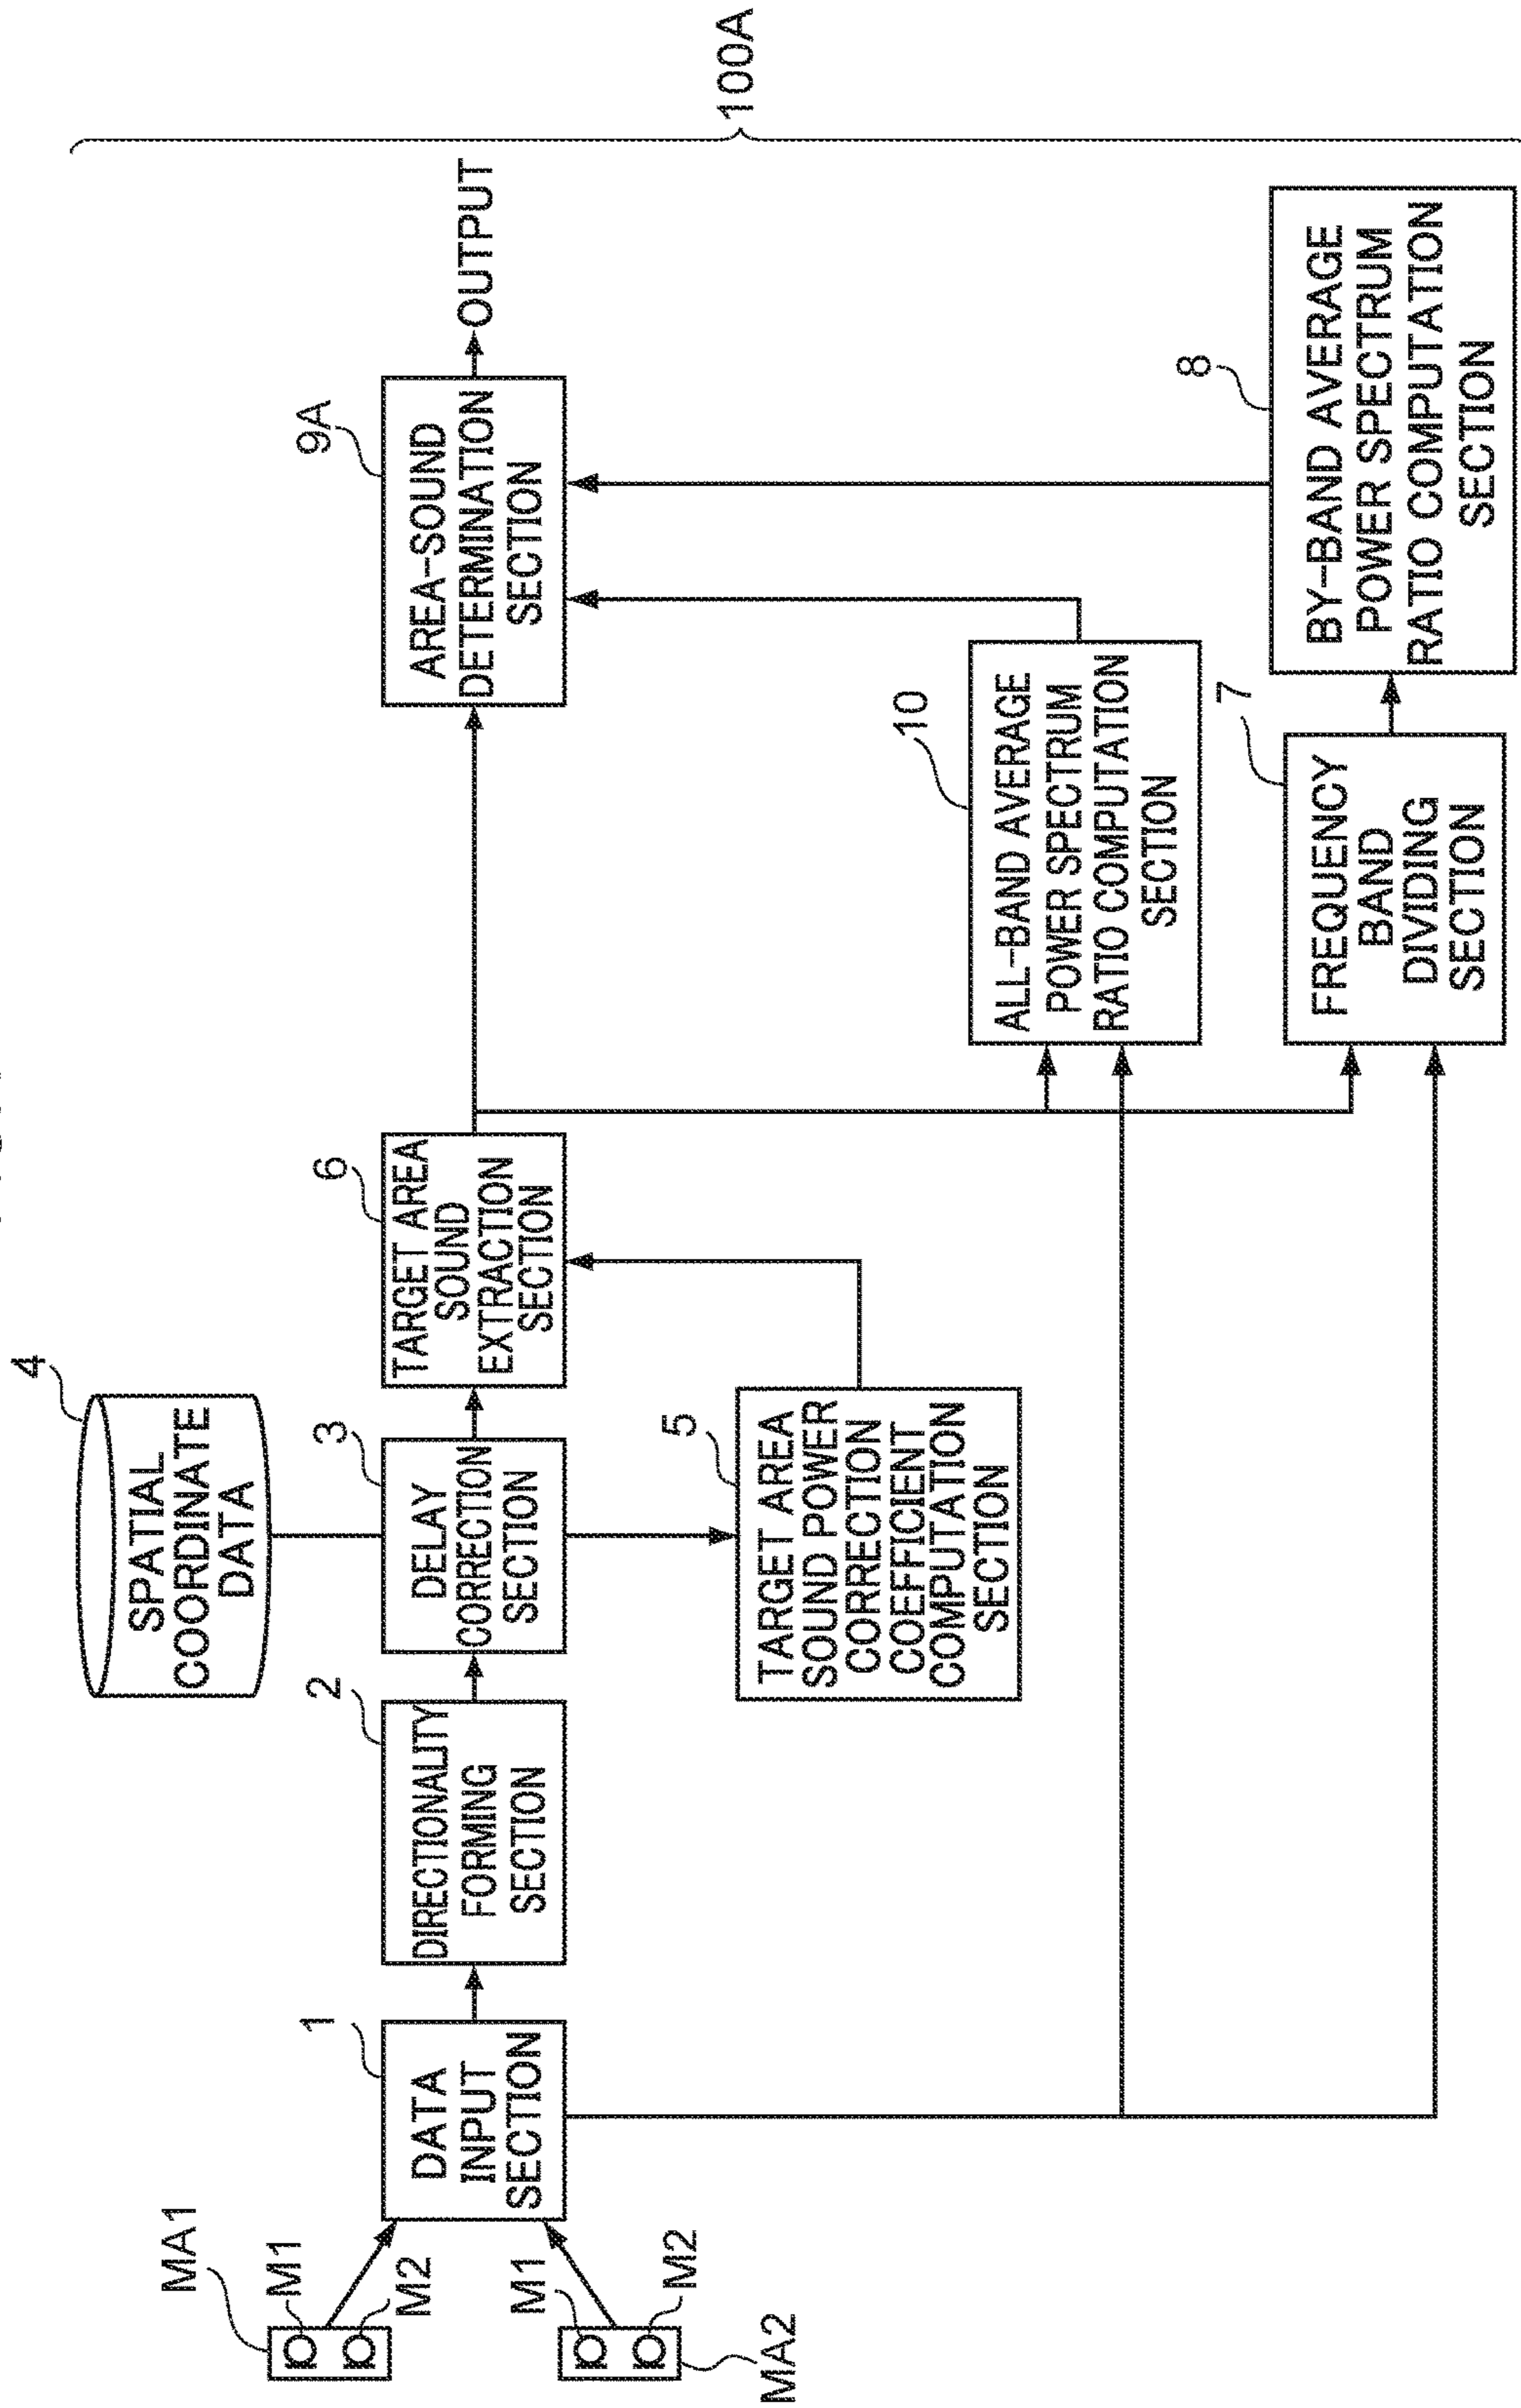 100A
MA1
M1
M2
M1
M2
MA2
1
DATA
INPUT
SECTION
2
DIRECTIONALITY
FORMING
SECTION
4
SPATIAL
COORDINATE
DATA
3
DELAY
CORRECTION
SECTION
5
TARGET AREA
SOUND POWER
CORRECTION
COEFFICIENT
COMPUTATION
SECTION
6
TARGET AREA
SOUND
EXTRACTION
SECTION
9A
AREA-SOUND
DETERMINATION
SECTION
OUTPUT
10
ALL-BAND AVERAGE
POWER SPECTRUM
RATIO COMPUTATION
SECTION
7
FREQUENCY
BAND
DIVIDING
SECTION
8
BY-BAND AVERAGE
POWER SPECTRUM
RATIO COMPUTATION
SECTION